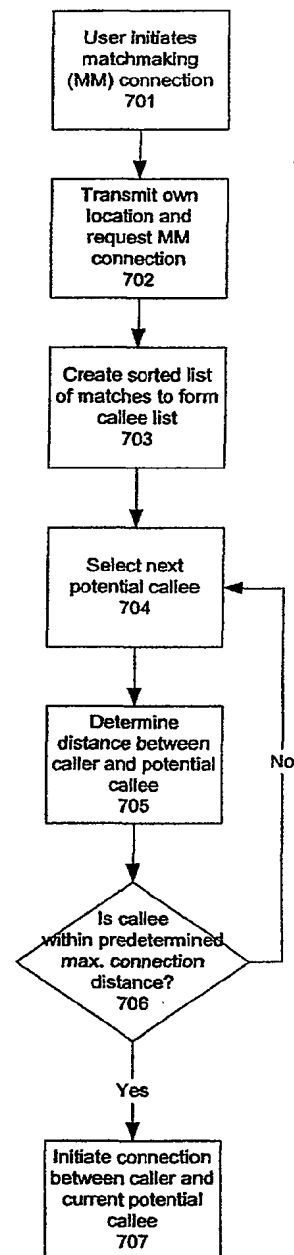 User initiates
matchmaking
(MM) connection
701
Transmit own
location and
request MM
connection
702
Create sorted list
of matches to form
callee list
703
Select next
potential callee
704
Determine
distance between
caller and potential
callee
705
No
Is callee
within predetermined
max. connection
distance?
706
Yes
Initiate connection
between caller and
current potential
callee
707